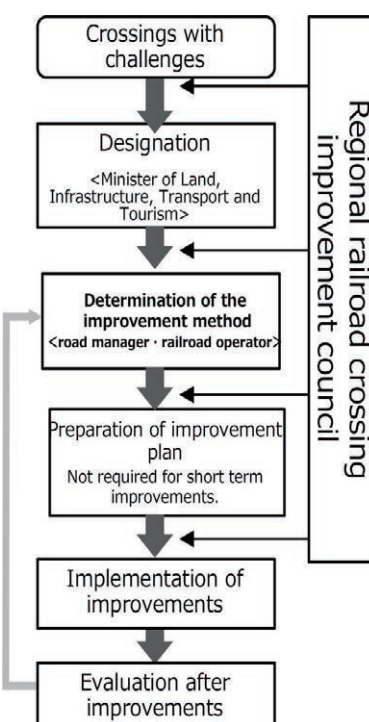 Crossings with
challenges
Designation
<Minister of Land,
Infrastructure, Transport and
Tourism>
Determination of the
improvement method
<road manager · railroad operator>
Preparation of improvement
plan
Not required for short term
improvements.
Implementation of
improvements
Evaluation after
improvements
Regional railroad crossing
improvement council